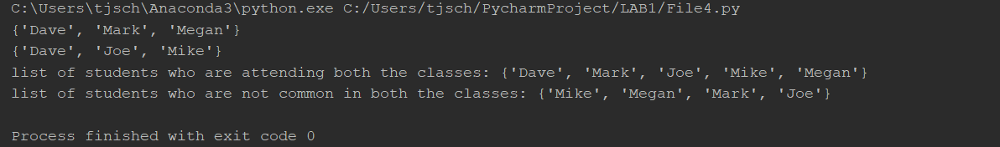 C:\Users\tjsch\Anaconda3\python.exe C:/Users/tjsch/PycharmProject/LAB1/File4.py
{'Dave', 'Mark', 'Megan'}
{'Dave', 'Joe', 'Mike'}
list of students who are attending both the classes: {'Dave', 'Mark', 'Joe', 'Mike', 'Megan'}
list of students who are not common in both the classes: {'Mike', 'Megan', 'Mark', 'Joe'}
Process finished with exit code 0